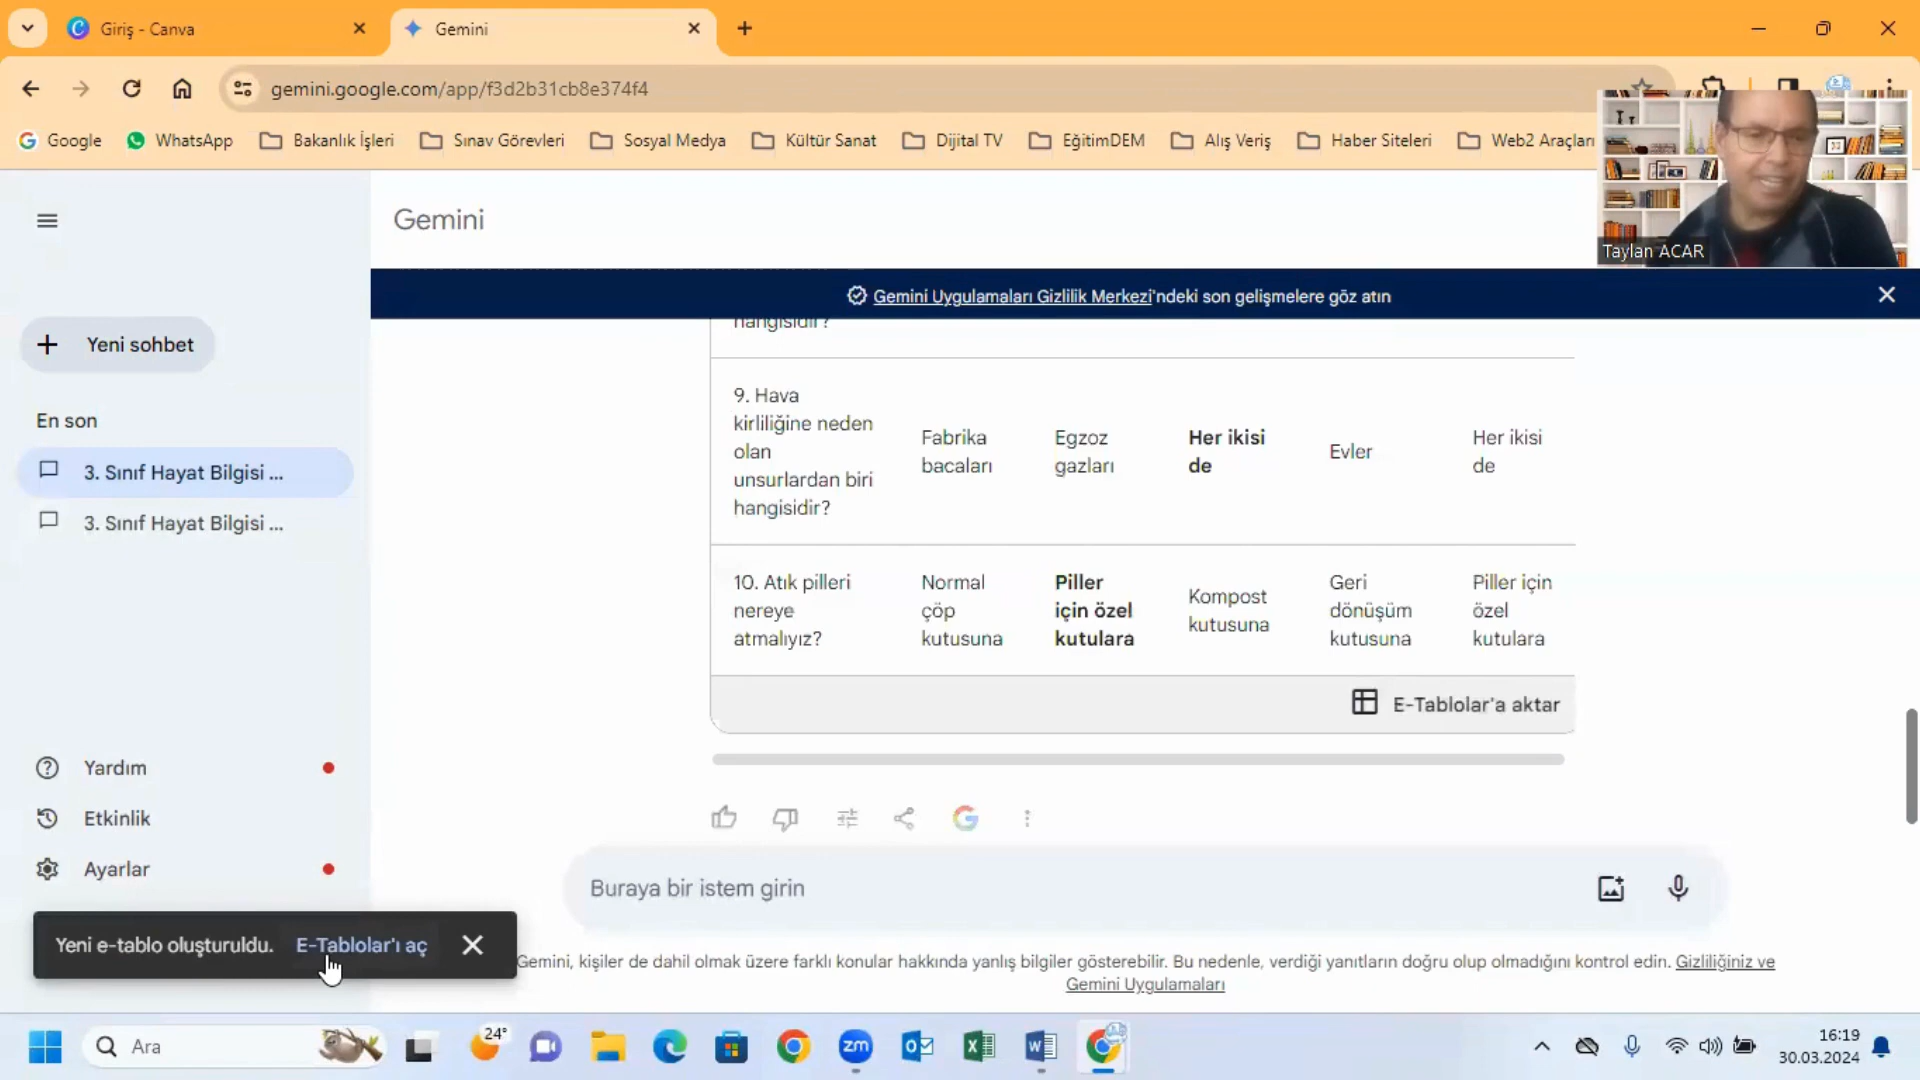 Giriş - Canva
Gemini
gemini.google.com/app/f3d2b31cb8e374f4
Google
WhatsApp
Bakanlık İşleri
Sınav Görevleri
Sosyal Medya
Kültür Sanat
Dijital TV
EğitimDEM
Alış Veriş
Haber Siteleri
Web2 Araçları
Taylan ACAR
Gemini
Gemini Uygulamaları Gizlilik Merkezi'ndeki son gelişmelere göz atın
Yeni sohbet
En son
3. Sınıf Hayat Bilgisi ...
3. Sınıf Hayat Bilgisi ...
hangisidir?
9. Hava
kirliliğine neden
olan
unsurlardan biri
hangisidir?
Fabrika
bacaları
Egzoz
gazları
Her ikisi
de
Evler
Her ikisi
de
10. Atık pilleri
nereye
atmalıyız?
Normal
çöp
kutusuna
Piller
için özel
kutulara
Kompost
kutusuna
Geri
dönüşüm
kutusuna
Piller için
özel
kutulara
E-Tablolar'a aktar
Yardım
Etkinlik
Ayarlar
Buraya bir istem girin
Yeni e-tablo oluşturuldu. E-Tablolar'ı aç
Gemini, kişiler de dahil olmak üzere farklı konular hakkında yanlış bilgiler gösterebilir. Bu nedenle, verdiği yanıtların doğru olup olmadığını kontrol edin. Gizliliğiniz ve
Gemini Uygulamaları
Ara
24°
zm
16:19
30.03.2024